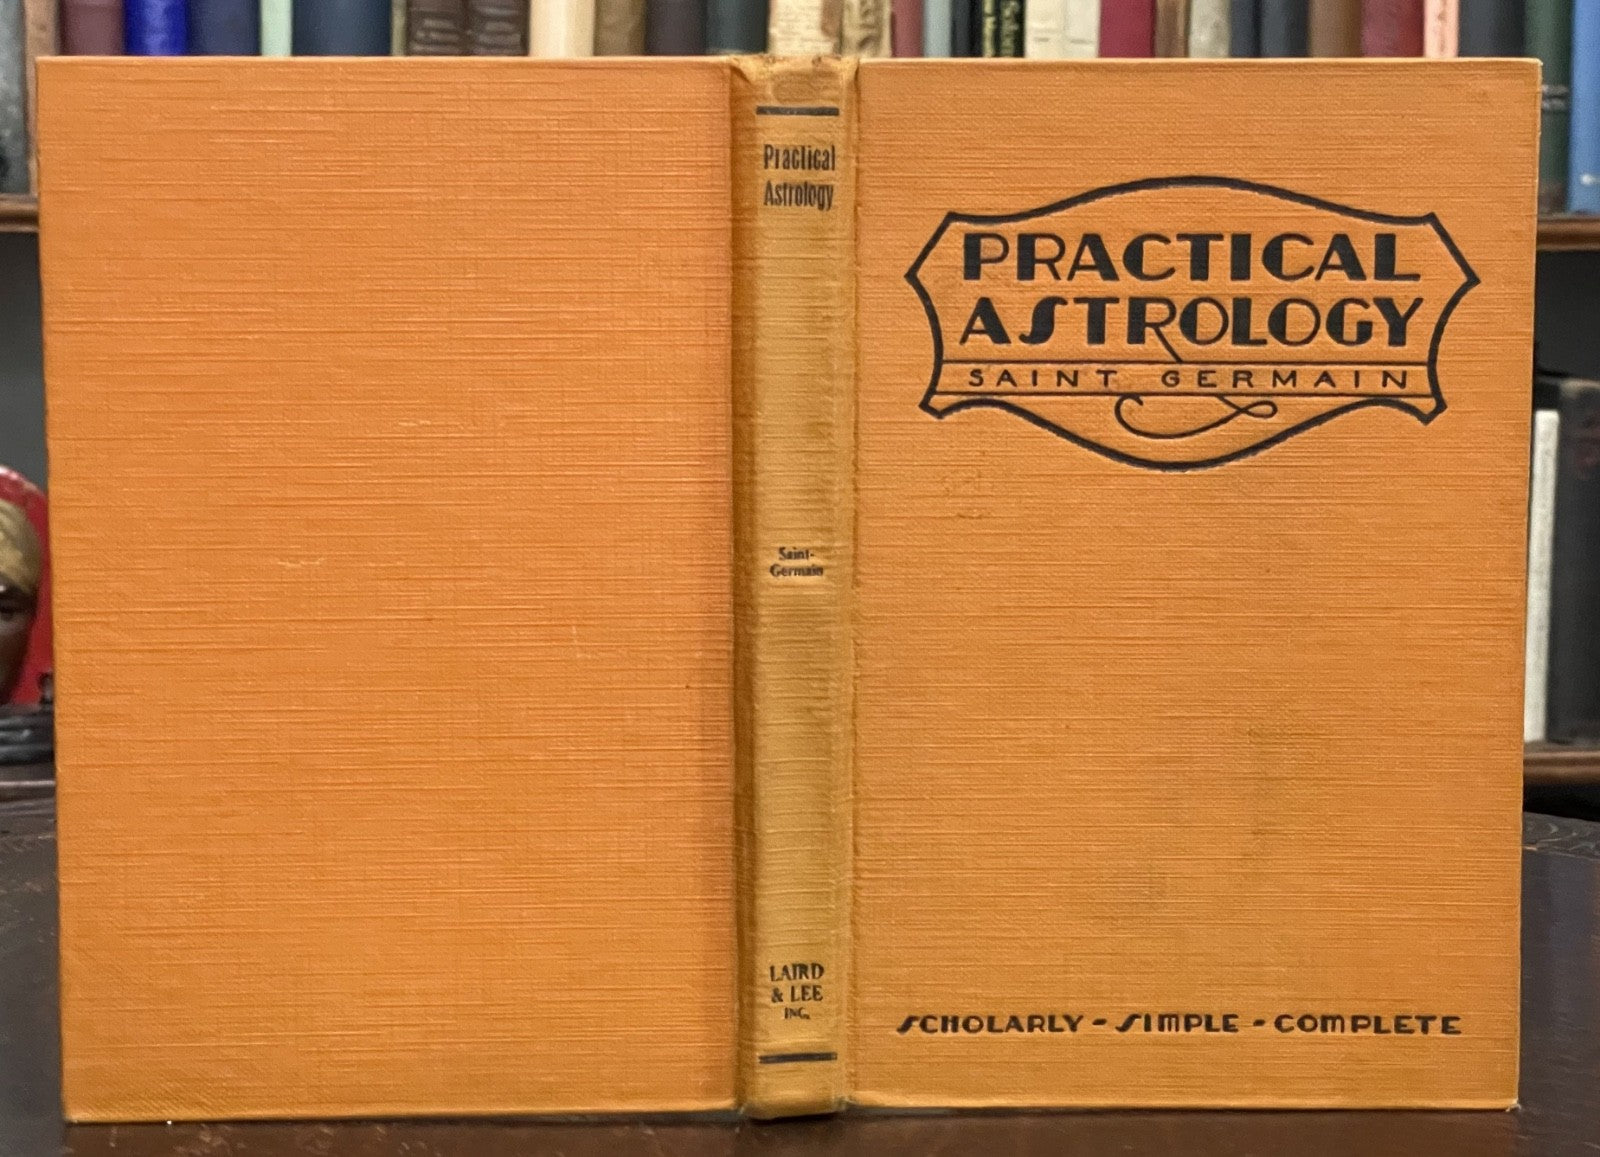 Practical
Astrology
Saint-
Germain
LAIRD
& LEE
INC.
PRACTICAL
ASTROLOGY
SAINT GERMAIN
SCHOLARLY - SIMPLE - COMPLETE